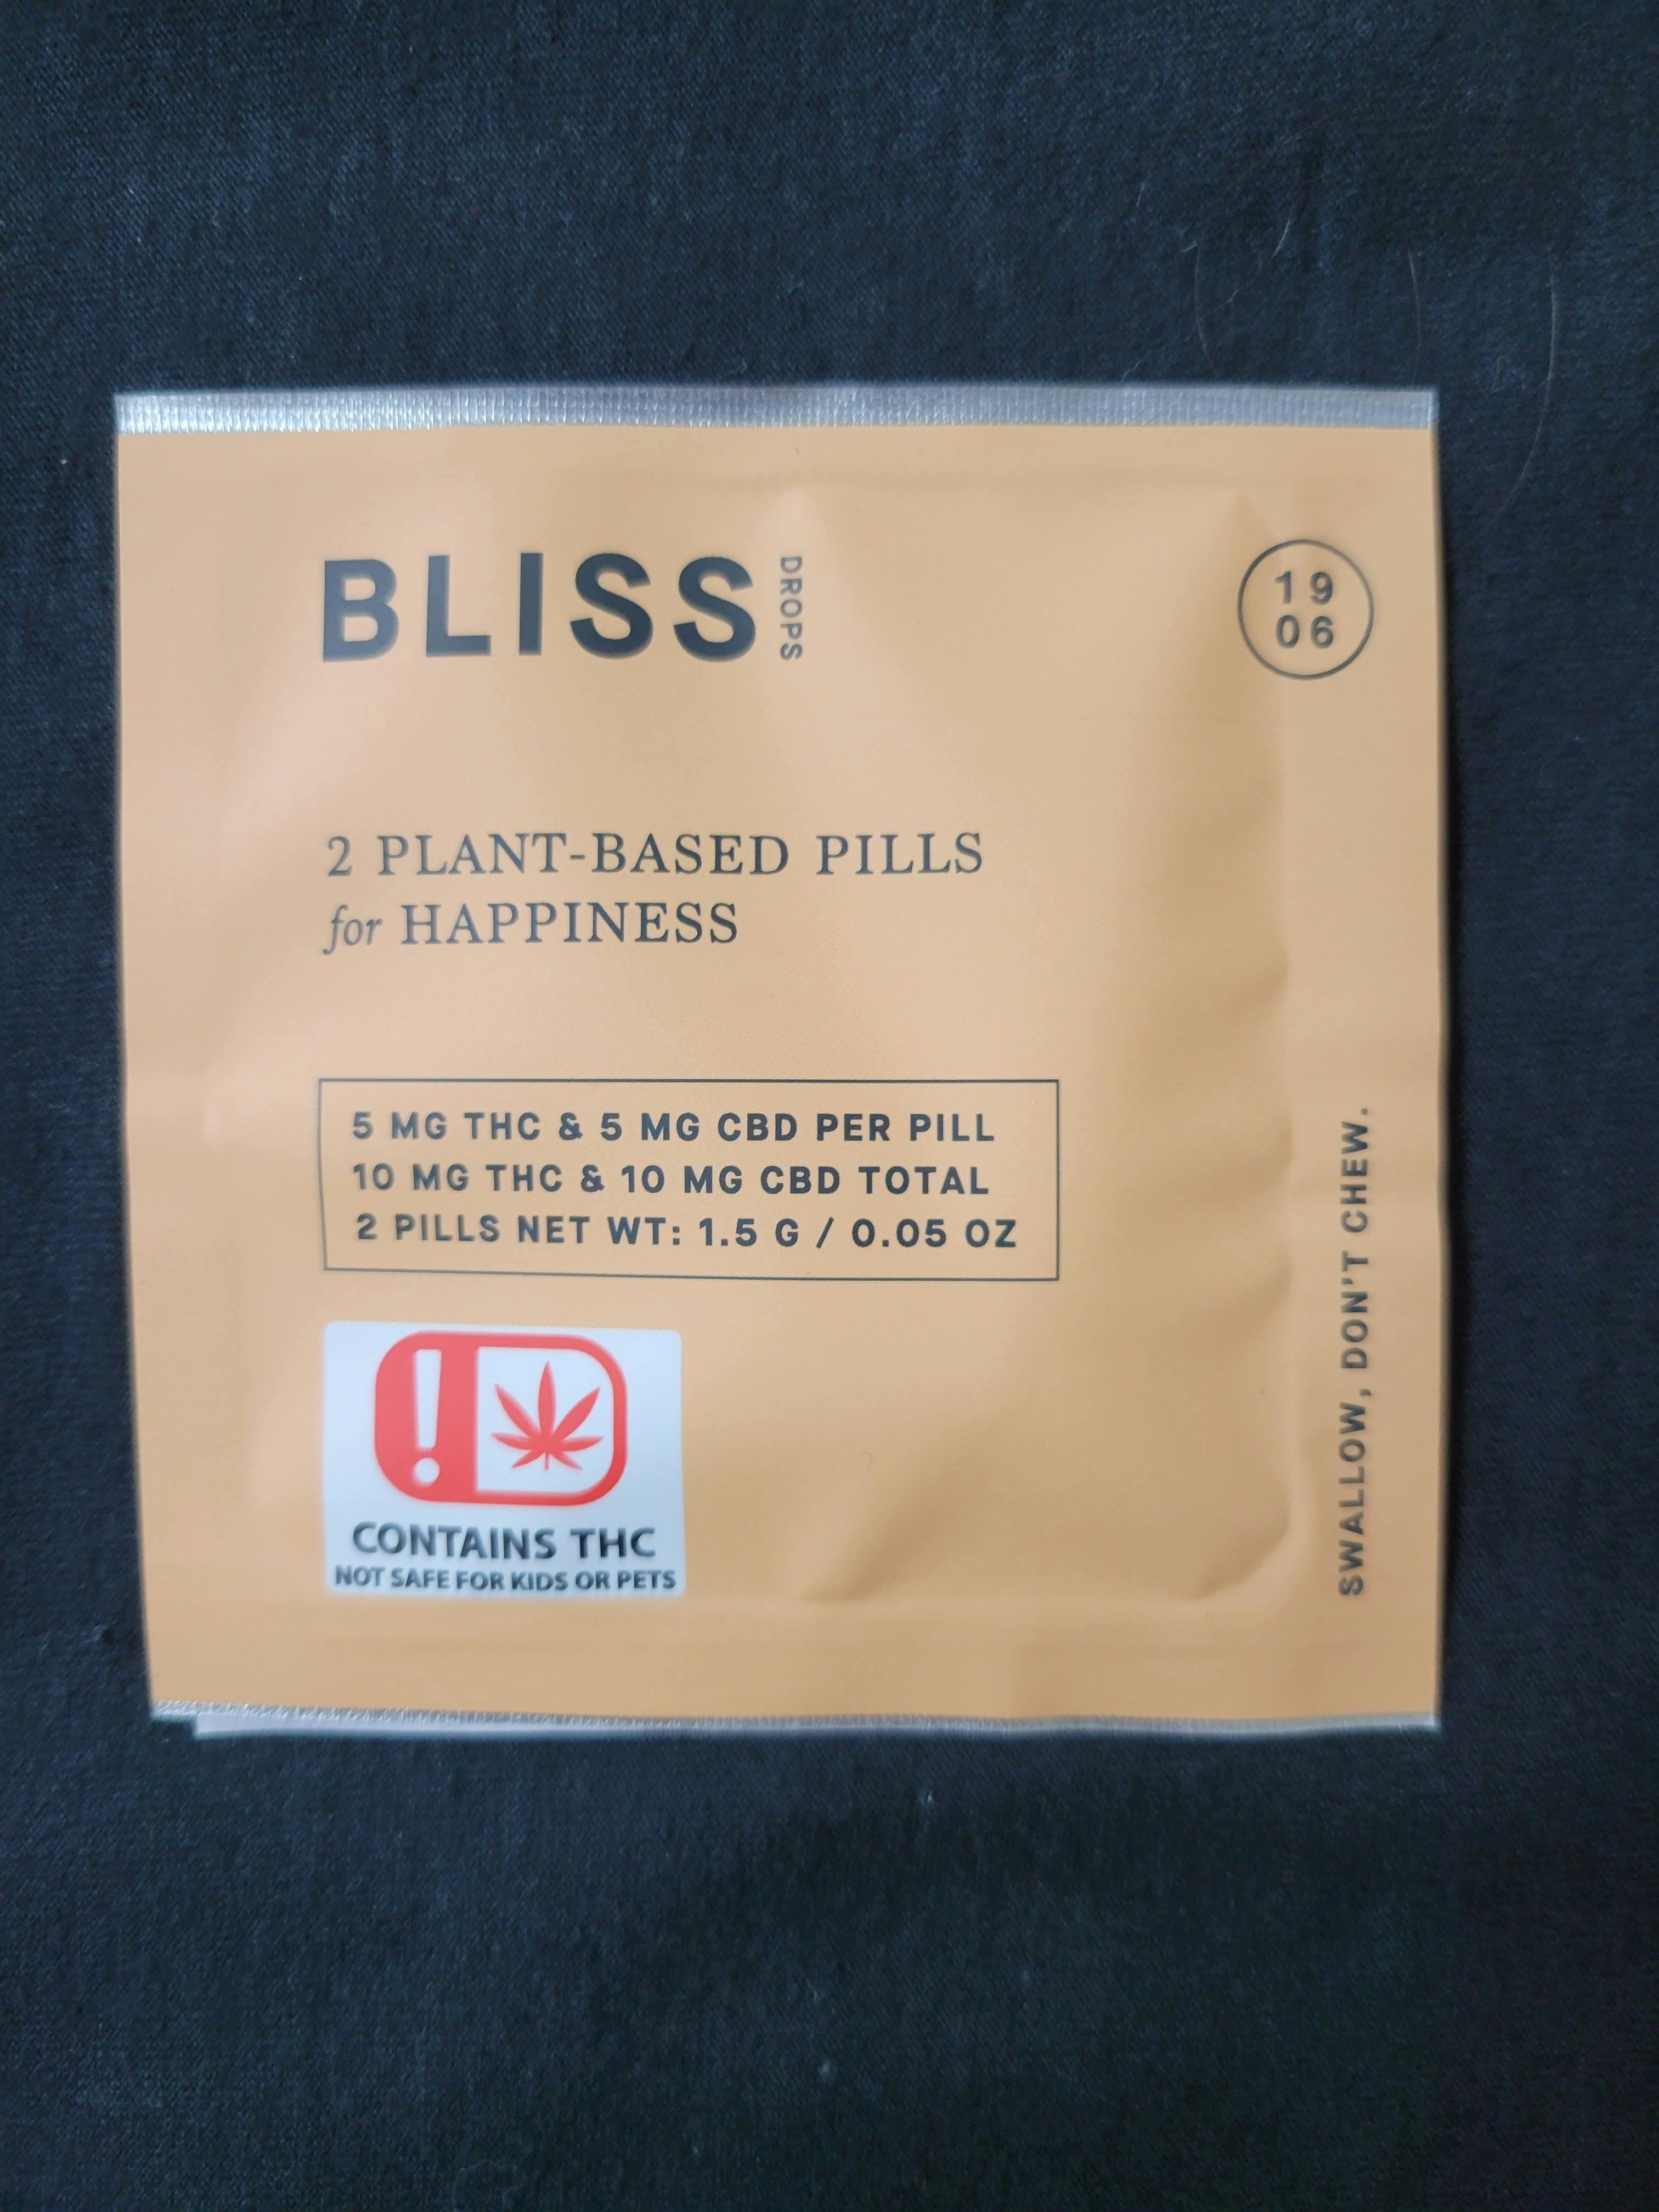 BLISS
DROPS
19
06
2 PLANT-BASED PILLS
for HAPPINESS
5 MG THC & 5 MG CBD PER PILL
10 MG THC & 10 MG CBD TOTAL
2 PILLS NET WT: 1.5 G / 0.05 OZ
!
CONTAINS THC
NOT SAFE FOR KIDS OR PETS
SWALLOW, DON'T CHEW.